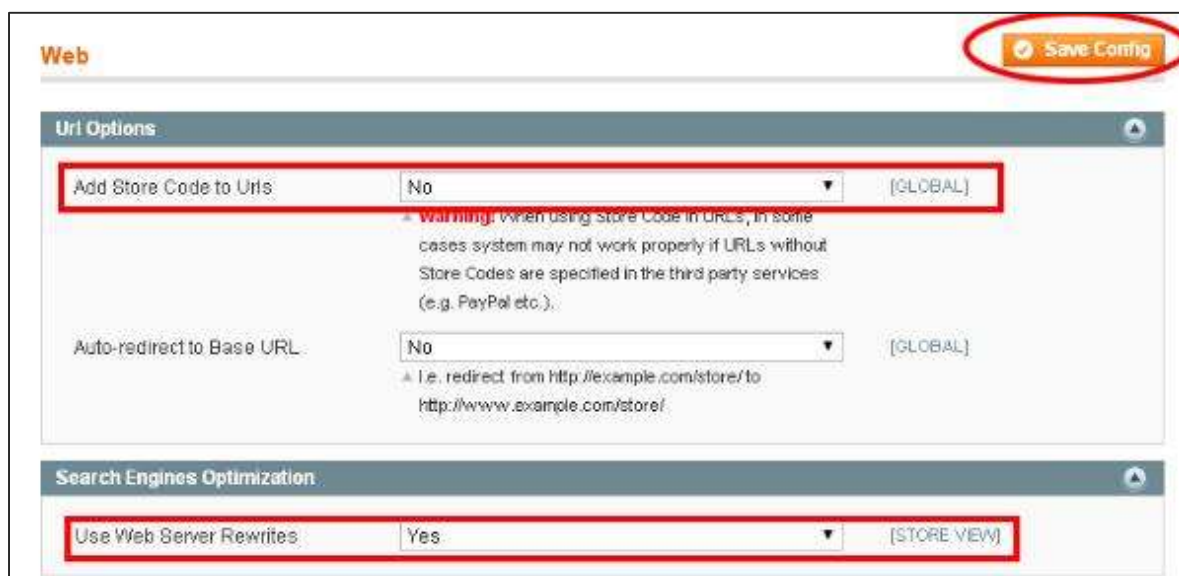 Web
Save Config
Url Options
Add Store Code to Urls No [GLOBAL]
Warning: When using Store Code in URLs, in some
cases system may not work properly if URLs without
Store Codes are specified in the third party services
(e.g. PayPal etc.).
Auto-redirect to Base URL No [GLOBAL]
I.e. redirect from http://example.com/store/ to
http://www.example.com/store/
Search Engines Optimization
Use Web Server Rewrites Yes [STORE VIEW]